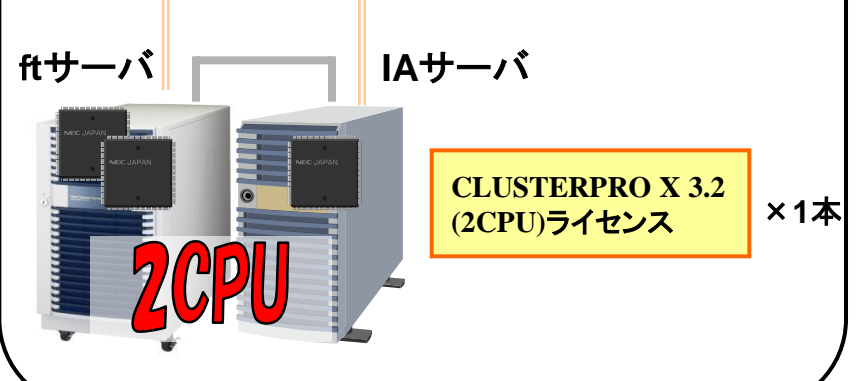 ftサーバ
IAサーバ
NEC JAPAN
NEC JAPAN
NEC JAPAN
CLUSTERPRO X 3.2
(2CPU)ライセンス
×1本
2CPU